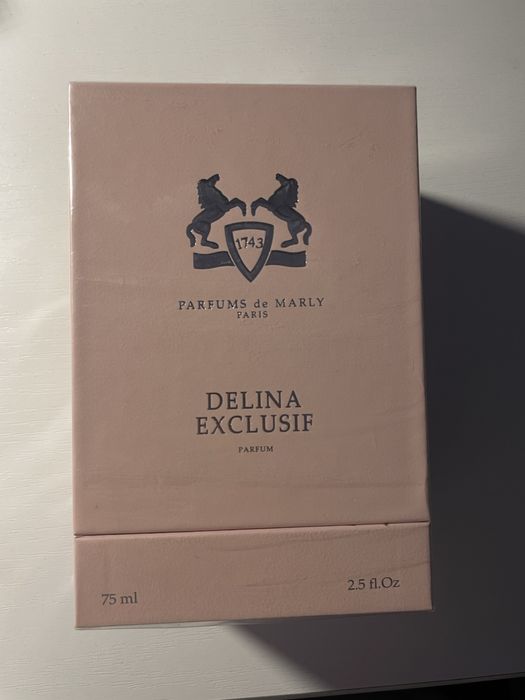 1743
PARFUMS de MARLY
PARIS
DELINA
EXCLUSIF
PARFUM
75 ml
2.5 fl.Oz